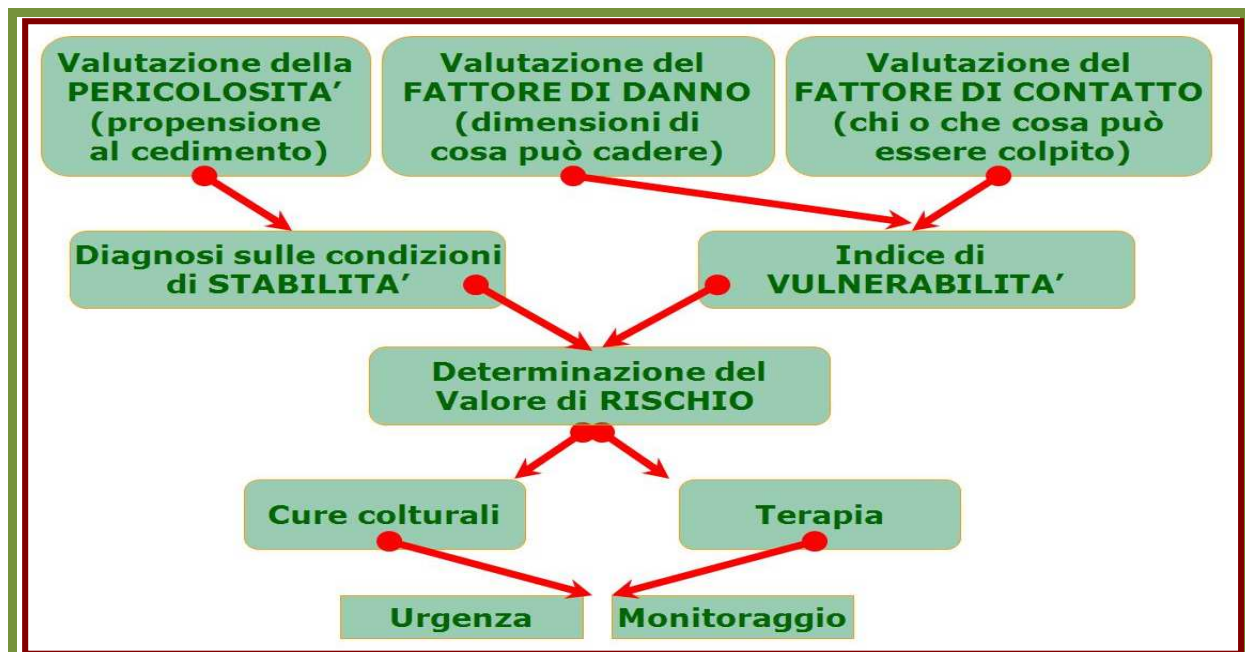 Valutazione della
PERICOLOSITA’
(propensione
al cedimento)
Valutazione del
FATTORE DI DANNO
(dimensioni di
cosa può cadere)
Valutazione del
FATTORE DI CONTATTO
(chi o che cosa può
essere colpito)
Diagnosi sulle condizioni
di STABILITA’
Indice di
VULNERABILITA’
Determinazione del
Valore di RISCHIO
Cure colturali
Terapia
Urgenza
Monitoraggio